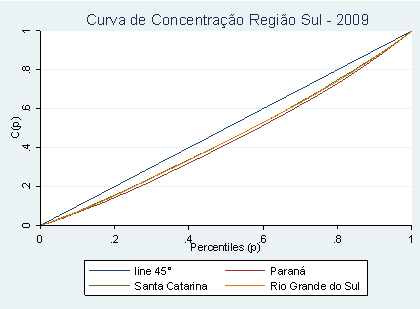 Curva de Concentração Região Sul - 2009
C(p)
1
.8
.6
.4
.2
0
0 .2 .4 .6 .8 1
Percentiles (p)
line 45° Paraná
Santa Catarina Rio Grande do Sul